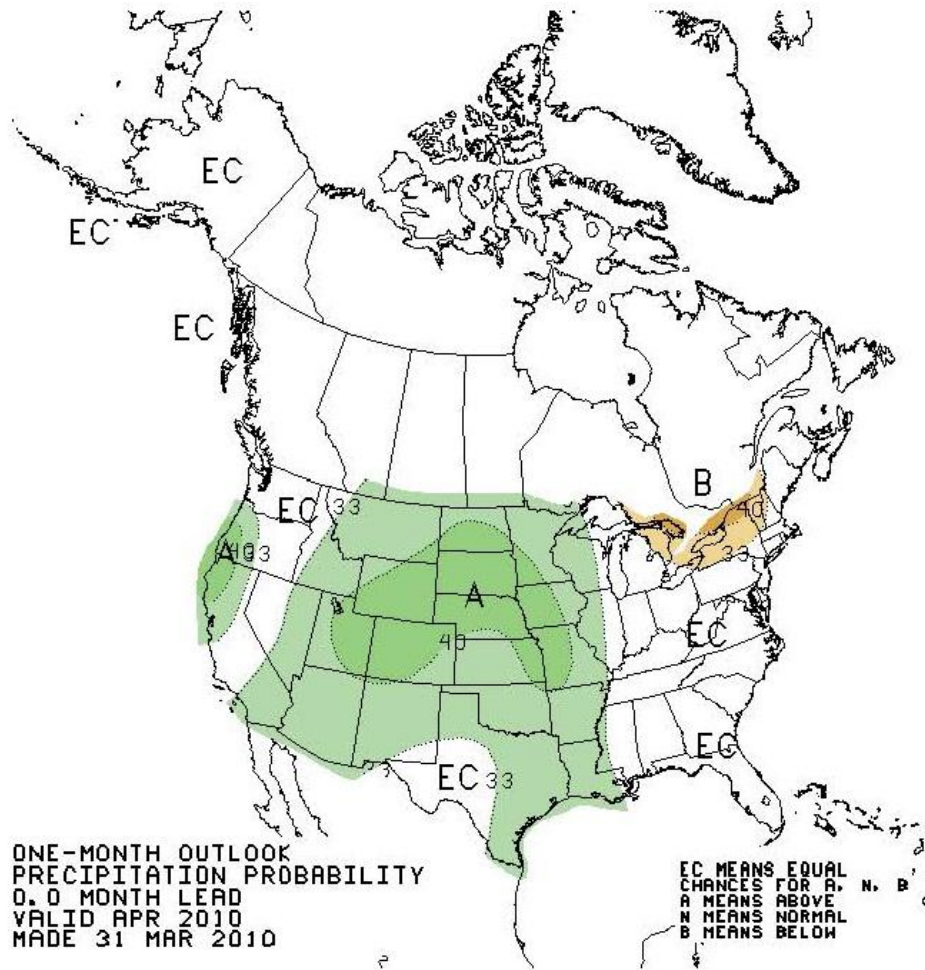 EC
EC
EC
B
EC
33
40
A
40
33
33
A
EC
40
EC
33
EC
33
ONE-MONTH OUTLOOK
PRECIPITATION PROBABILITY
0.0 MONTH LEAD
VALID APR 2010
MADE 31 MAR 2010
EC MEANS EQUAL
CHANCES FOR A, N, B
A MEANS ABOVE
N MEANS NORMAL
B MEANS BELOW